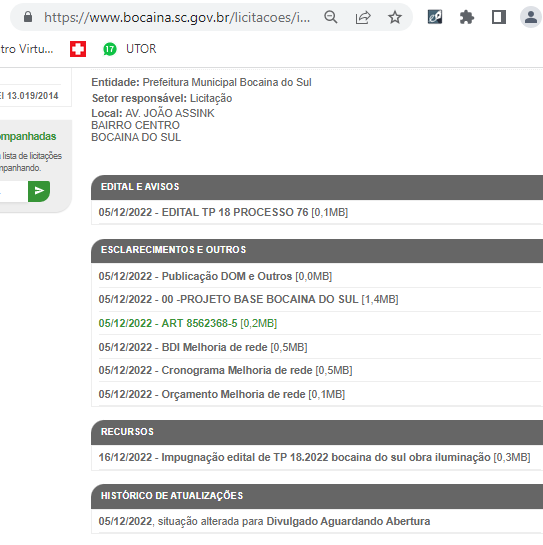 https://www.bocaina.sc.gov.br/licitacoes/i...
tro Virtu...
17
UTOR
EI 13.019/2014
ompanhadas
lista de licitações
mpanhando.
Entidade: Prefeitura Municipal Bocaina do Sul
Setor responsável: Licitação
Local: AV. JOÃO ASSINK
BAIRRO CENTRO
BOCAINA DO SUL
EDITAL E AVISOS
05/12/2022 - EDITAL TP 18 PROCESSO 76 [0,1MB]
ESCLARECIMENTOS E OUTROS
05/12/2022 - Publicação DOM e Outros [0,0MB]
05/12/2022 - 00 -PROJETO BASE BOCAINA DO SUL [1,4MB]
05/12/2022 - ART 8562368-5 [0,2MB]
05/12/2022 - BDI Melhoria de rede [0,5MB]
05/12/2022 - Cronograma Melhoria de rede [0,5MB]
05/12/2022 - Orçamento Melhoria de rede [0,1MB]
RECURSOS
16/12/2022 - Impugnação edital de TP 18.2022 bocaina do sul obra iluminação [0,3MB]
HISTÓRICO DE ATUALIZAÇÕES
05/12/2022, situação alterada para Divulgado Aguardando Abertura